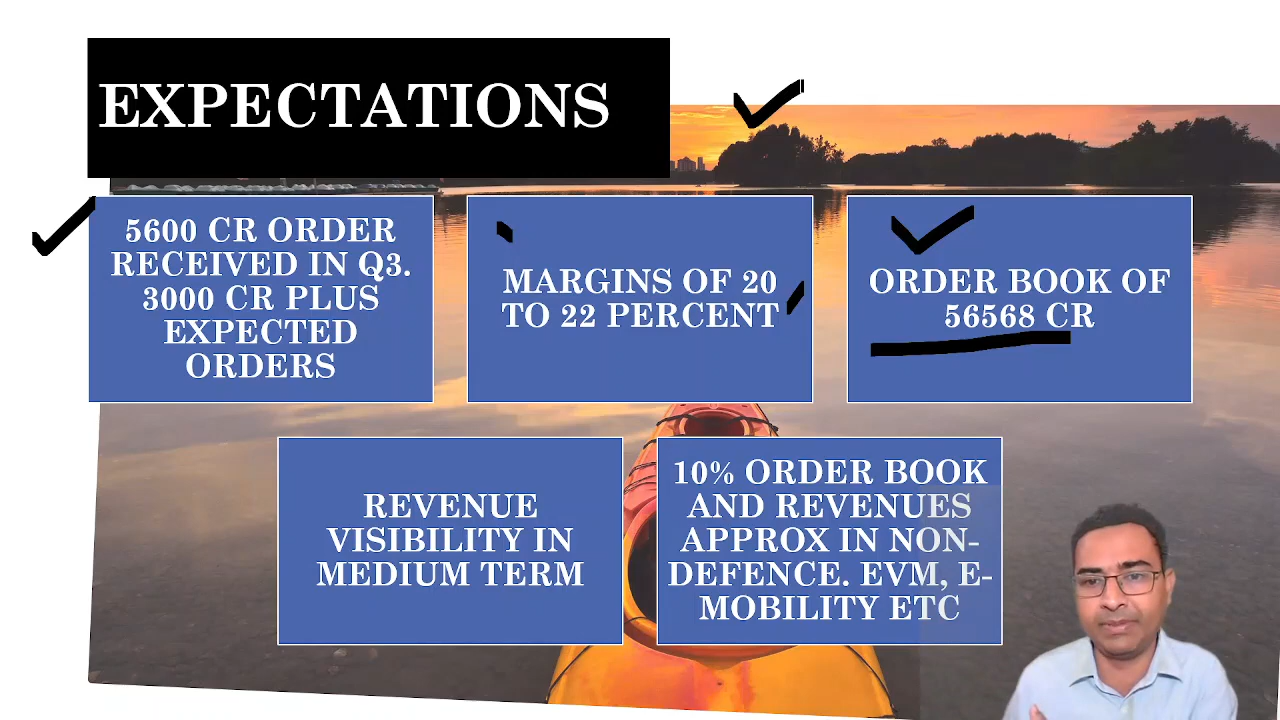 EXPECTATIONS
5600 CR ORDER
RECEIVED IN Q3.
3000 CR PLUS
EXPECTED
ORDERS
MARGINS OF 20
TO 22 PERCENT
ORDER BOOK OF
56568 CR
REVENUE
VISIBILITY IN
MEDIUM TERM
10% ORDER BOOK
AND REVENUES
APPROX IN NON-
DEFENCE. EVM, E-
MOBILITY ETC